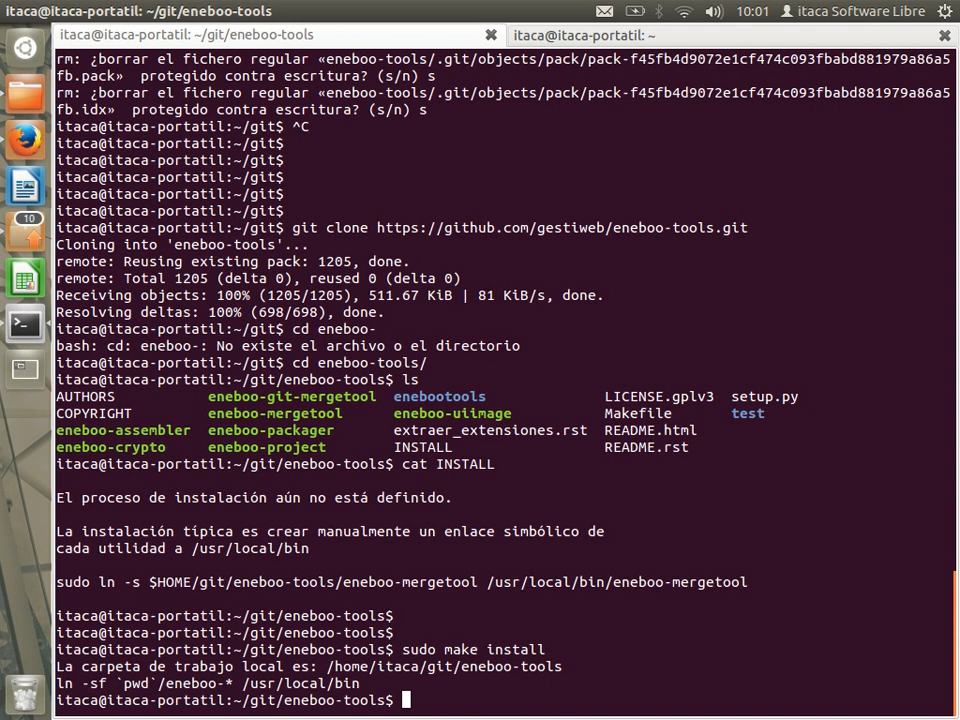 itaca@itaca-portatil: ~/git/eneboo-tools
10:01
itaca Software Libre
itaca@itaca-portatil: ~/git/eneboo-tools
itaca@itaca-portatil: ~
rm: ¿borrar el fichero regular «eneboo-tools/.git/objects/pack/pack-f45fb4d9072e1cf474c093fbabd881979a86a5
fb.pack»  protegido contra escritura? (s/n) s
rm: ¿borrar el fichero regular «eneboo-tools/.git/objects/pack/pack-f45fb4d9072e1cf474c093fbabd881979a86a5
fb.idx»  protegido contra escritura? (s/n) s
itaca@itaca-portatil:~/git$ ^C
itaca@itaca-portatil:~/git$
itaca@itaca-portatil:~/git$
itaca@itaca-portatil:~/git$
itaca@itaca-portatil:~/git$
itaca@itaca-portatil:~/git$
itaca@itaca-portatil:~/git$ git clone https://github.com/gestiweb/eneboo-tools.git
Cloning into 'eneboo-tools'...
remote: Reusing existing pack: 1205, done.
remote: Total 1205 (delta 0), reused 0 (delta 0)
Receiving objects: 100% (1205/1205), 511.67 KiB | 81 KiB/s, done.
Resolving deltas: 100% (698/698), done.
itaca@itaca-portatil:~/git$ cd eneboo-
bash: cd: eneboo-: No existe el archivo o el directorio
itaca@itaca-portatil:~/git$ cd eneboo-tools/
itaca@itaca-portatil:~/git/eneboo-tools$ ls
AUTHORS           eneboo-git-mergetool  enebootools              LICENSE.gplv3  setup.py
COPYRIGHT         eneboo-mergetool      eneboo-uiimage           Makefile       test
eneboo-assembler  eneboo-packager       extraer_extensiones.rst  README.html
eneboo-crypto     eneboo-project        INSTALL                  README.rst
itaca@itaca-portatil:~/git/eneboo-tools$ cat INSTALL
El proceso de instalación aún no está definido.
La instalación típica es crear manualmente un enlace simbólico de
cada utilidad a /usr/local/bin
sudo ln -s $HOME/git/eneboo-tools/eneboo-mergetool /usr/local/bin/eneboo-mergetool
itaca@itaca-portatil:~/git/eneboo-tools$
itaca@itaca-portatil:~/git/eneboo-tools$
itaca@itaca-portatil:~/git/eneboo-tools$ sudo make install
La carpeta de trabajo local es: /home/itaca/git/eneboo-tools
ln -sf `pwd`/eneboo-* /usr/local/bin
itaca@itaca-portatil:~/git/eneboo-tools$
10